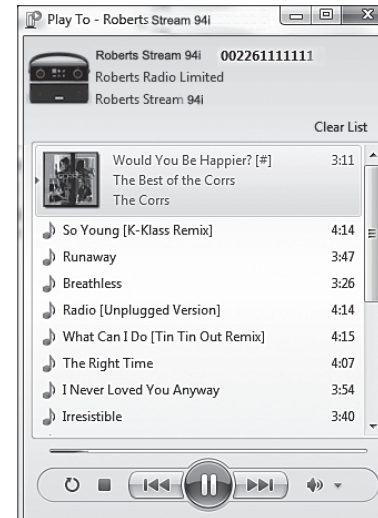 Play To - Roberts Stream 94i
Roberts Stream 94i 002261111111
Roberts Radio Limited
Roberts Stream 94i
Clear List
Would You Be Happier? [#] 3:11
The Best of the Corrs
The Corrs
So Young [K-Klass Remix] 4:14
Runaway 3:47
Breathless 3:26
Radio [Unplugged Version] 4:14
What Can I Do [Tin Tin Out Remix] 4:15
The Right Time 4:07
I Never Loved You Anyway 3:54
Irresistible 3:40